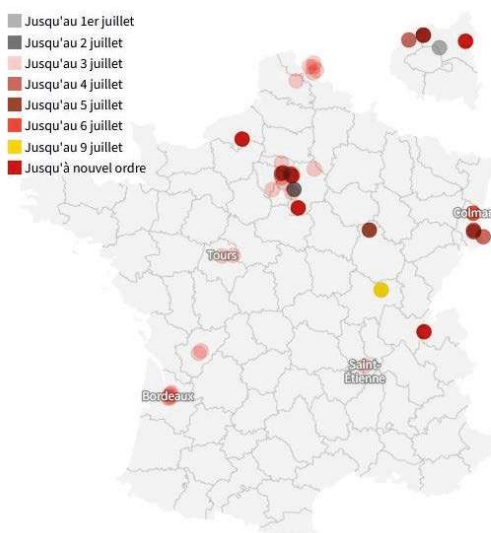 Jusqu'au 1er juillet
Jusqu'au 2 juillet
Jusqu'au 3 juillet
Jusqu'au 4 juillet
Jusqu'au 5 juillet
Jusqu'au 6 juillet
Jusqu'au 9 juillet
Jusqu'à nouvel ordre
Colmar
Tours
Saint-
Étienne
Bordeaux